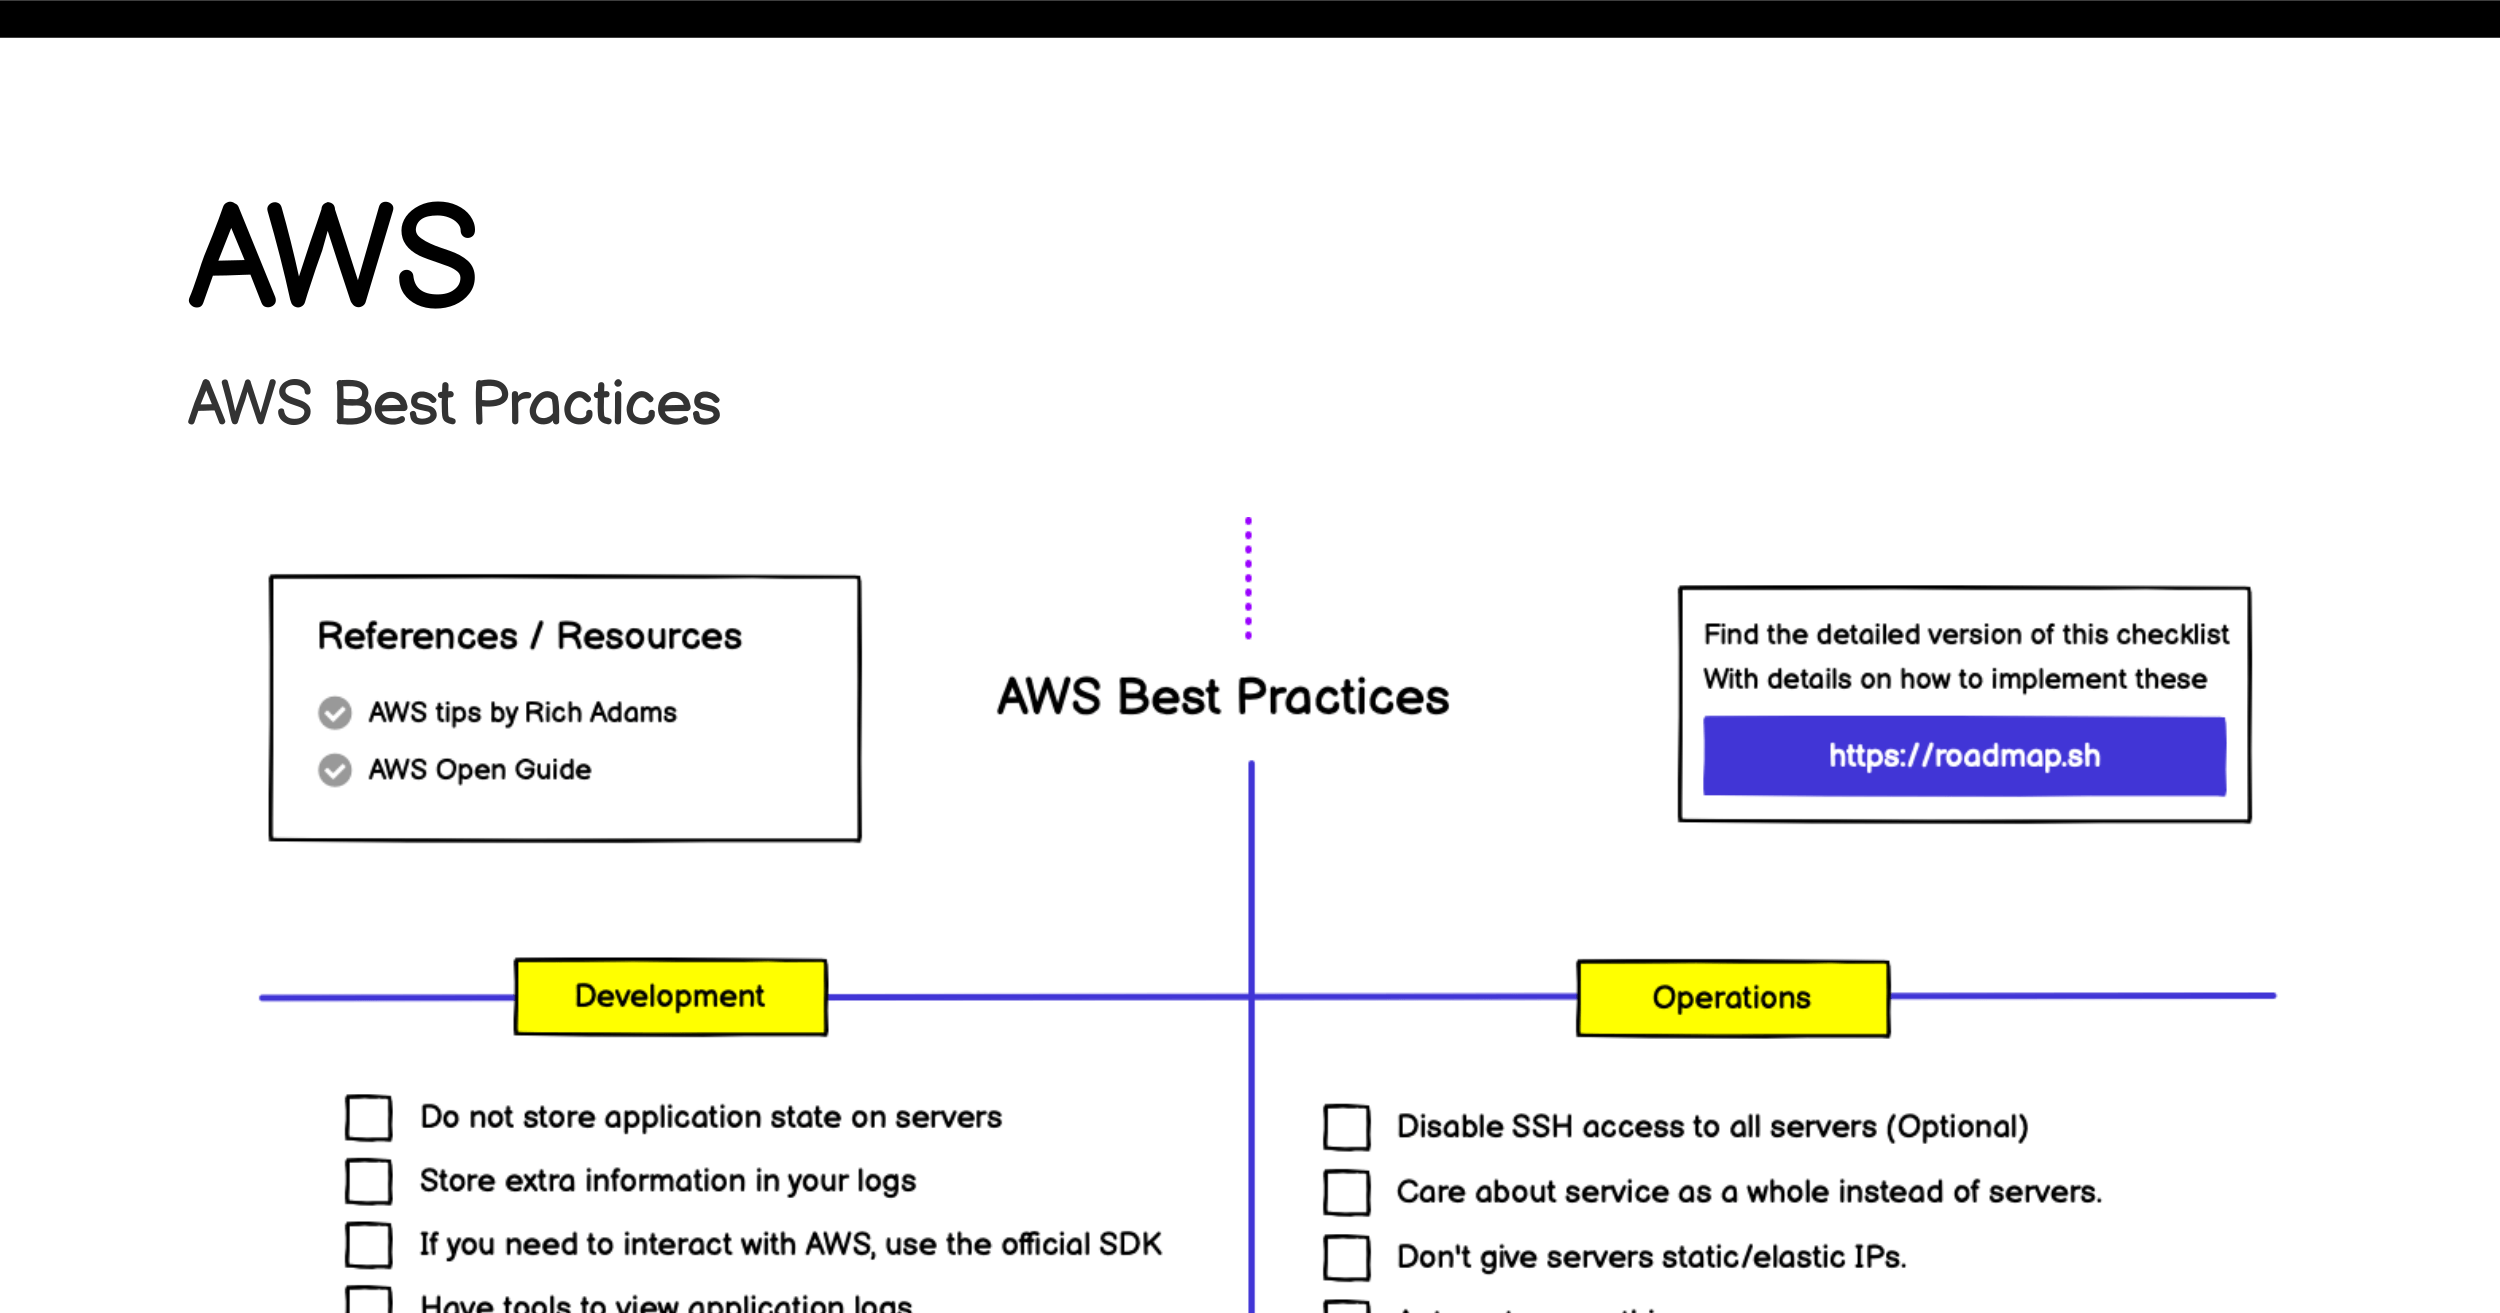 AWS
AWS Best Practices
References / Resources
AWS tips by Rich Adams
AWS Open Guide
AWS Best Practices
Find the detailed version of this checklist
With details on how to implement these
https://roadmap.sh
Development
Do not store application state on servers
Store extra information in your logs
If you need to interact with AWS, use the official SDK
Have tools to view application logs
Operations
Disable SSH access to all servers (Optional)
Care about service as a whole instead of servers.
Don't give servers static/elastic IPs.